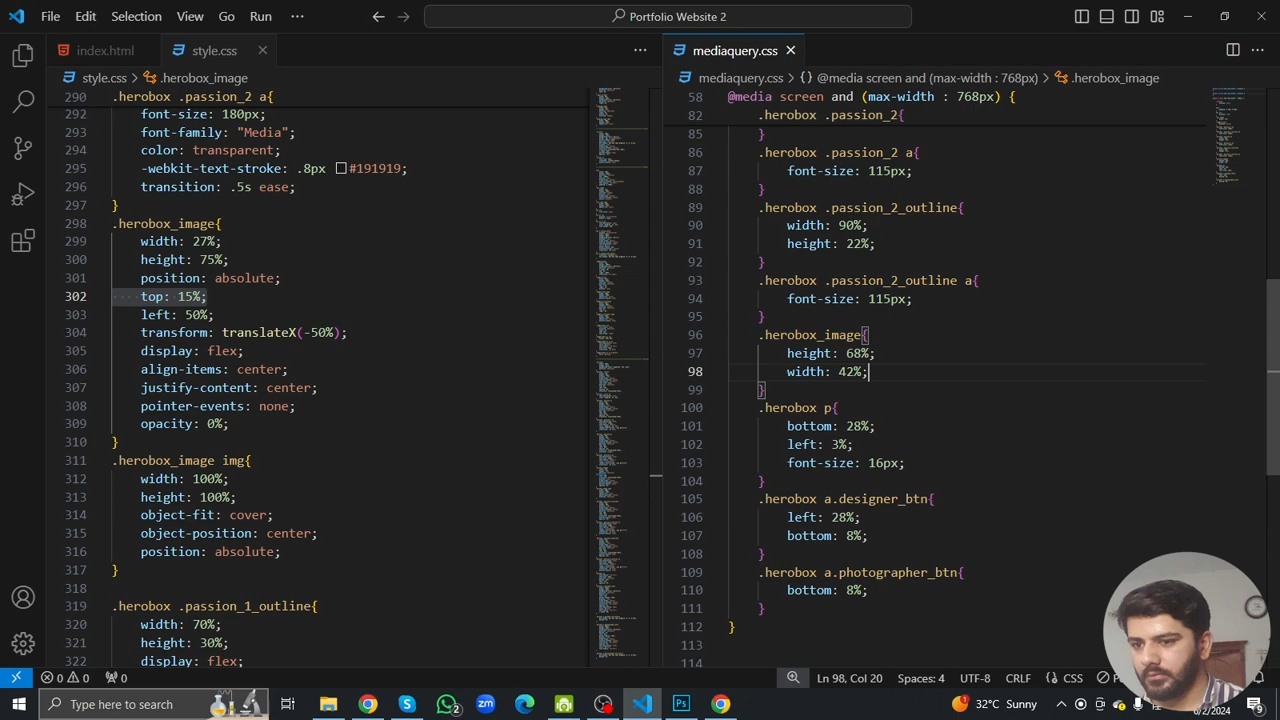 File Edit Selection View Go Run ··· Portfolio Website 2
index.html style.css
style.css > .herobox_image
290 .herobox .passion_2 a{
292 font-size: 180px;
293 font-family: "Media";
294 color: transparent;
295 -webkit-text-stroke: .8px #191919;
296 transition: .5s ease;
297 }
298 .herobox_image{
299 width: 27%;
300 height: 75%;
301 position: absolute;
302 top: 15%;
303 left: 50%;
304 transform: translateX(-50%);
305 display: flex;
306 align-items: center;
307 justify-content: center;
308 pointer-events: none;
309 opacity: 0%;
310 }
311 .herobox_image img{
312 width: 100%;
313 height: 100%;
314 object-fit: cover;
315 object-position: center;
316 position: absolute;
317 }
318
319 .herobox .passion_1_outline{
320 width: 70%;
321 height: 30%;
322 display: flex;
mediaquery.css
mediaquery.css > {} @media screen and (max-width : 768px) > .herobox_image
58 @media screen and (max-width : 768px) {
82 .herobox .passion_2{
85 }
86 .herobox .passion_2 a{
87 font-size: 115px;
88 }
89 .herobox .passion_2_outline{
90 width: 90%;
91 height: 22%;
92 }
93 .herobox .passion_2_outline a{
94 font-size: 115px;
95 }
96 .herobox_image{
97 height: 68%;
98 width: 42%;
99 }
100 .herobox p{
101 bottom: 28%;
102 left: 3%;
103 font-size: 16px;
104 }
105 .herobox a.designer_btn{
106 left: 28%;
107 bottom: 8%;
108 }
109 .herobox a.photographer_btn{
110 bottom: 8%;
111 }
112 }
113
114
0 0 0 Ln 98, Col 20 Spaces: 4 UTF-8 CRLF CSS
Type here to search 2 32°C Sunny